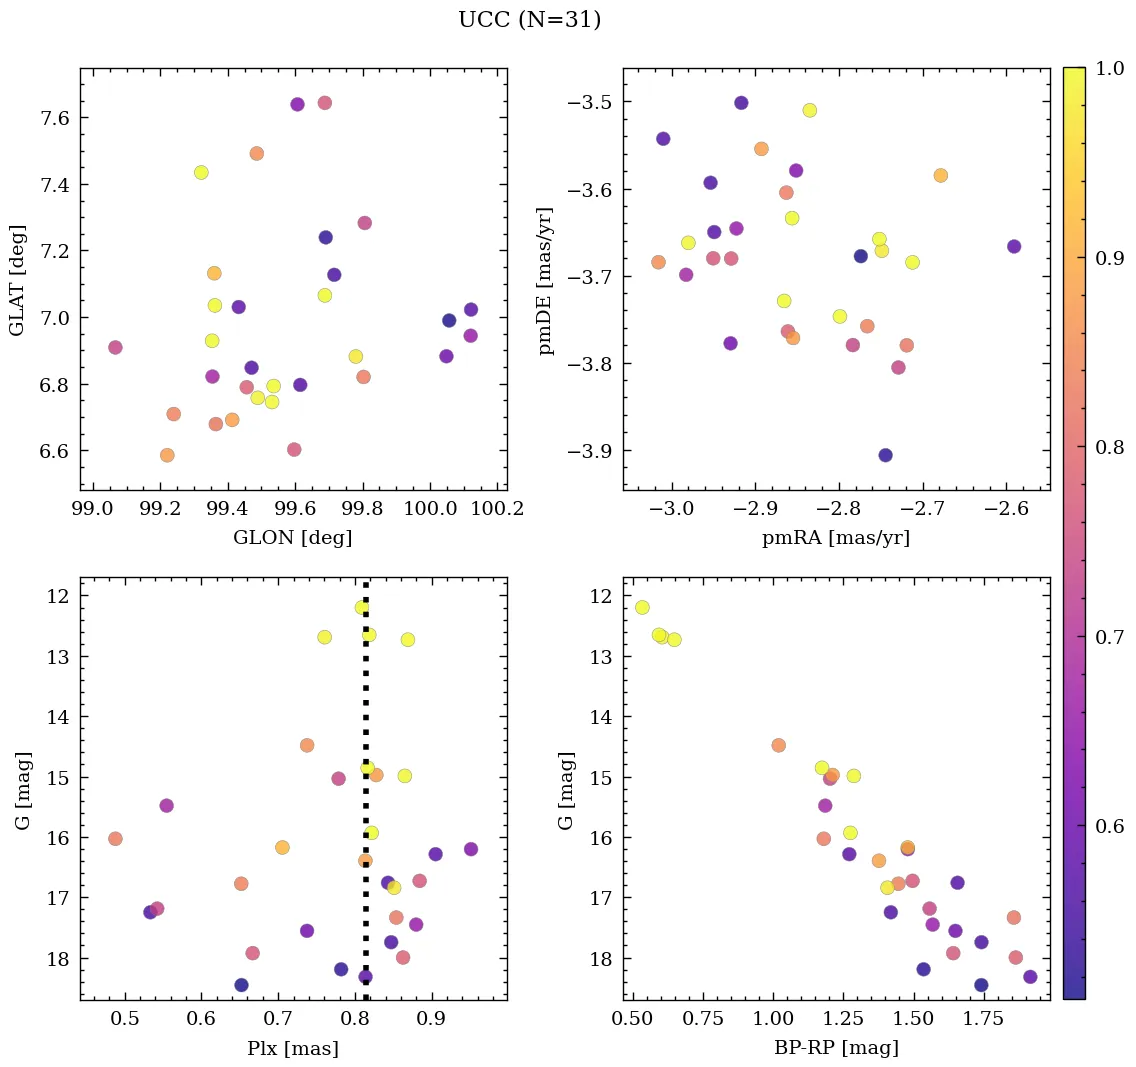 UCC (N=31)
7.6
7.4
7.2
7.0
6.8
6.6
GLAT [deg]
99.0 99.2 99.4 99.6 99.8 100.0 100.2
GLON [deg]
−3.5
−3.6
−3.7
−3.8
−3.9
pmDE [mas/yr]
−3.0 −2.9 −2.8 −2.7 −2.6
pmRA [mas/yr]
1.0
0.9
0.8
0.7
0.6
12
13
14
15
16
17
18
G [mag]
0.5 0.6 0.7 0.8 0.9
Plx [mas]
12
13
14
15
16
17
18
G [mag]
0.50 0.75 1.00 1.25 1.50 1.75
BP-RP [mag]